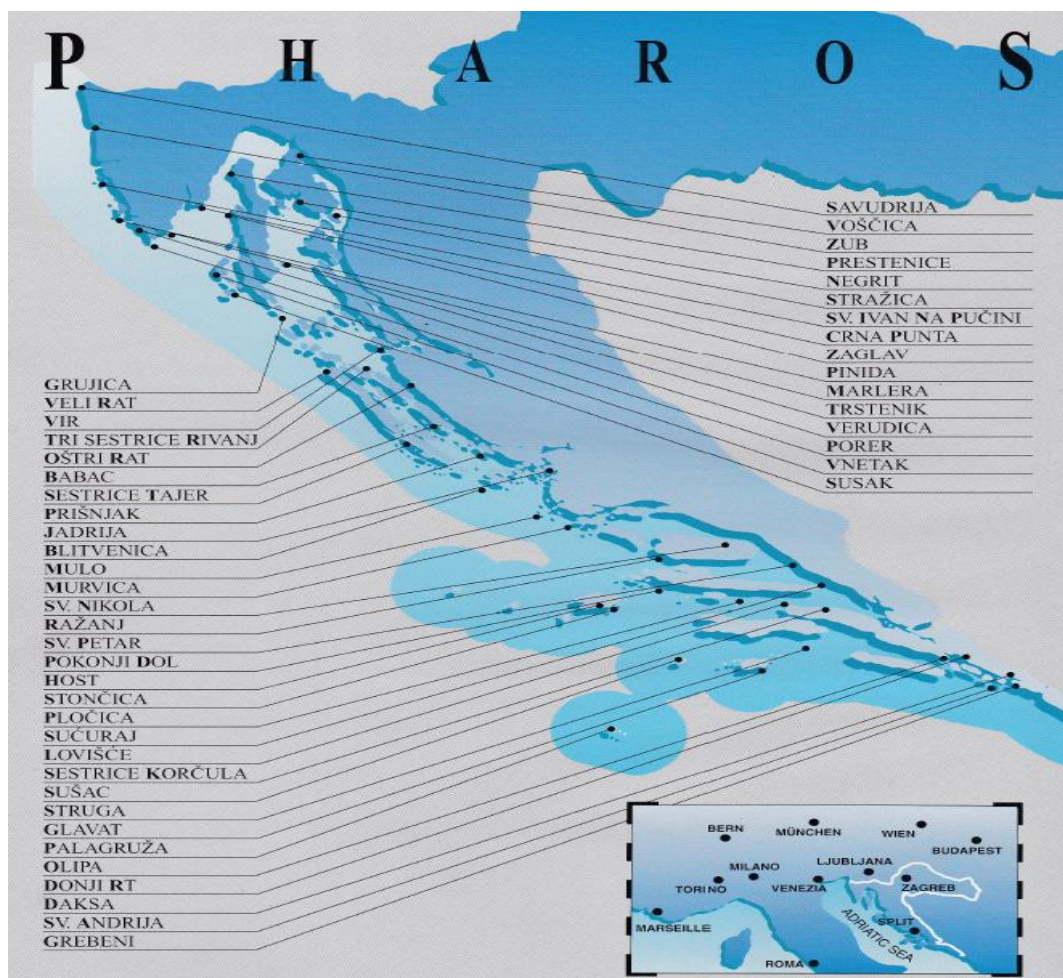 PHAROS
SAVUDRIJA
VOŠČICA
ZUB
PRESTENICE
NEGRIT
STRAŽICA
SV. IVAN NA PUČINI
CRNA PUNTA
ZAGLAV
PINIDA
MARLERA
TRSTENIK
VERUDICA
PORER
VNETAK
SUSAK
GRUJICA
VELI RAT
VIR
TRI SESTRICE RIVANJ
OŠTRI RAT
BABAC
SESTRICE TAJER
PRIŠNJAK
JADRIJA
BLITVENICA
MULO
MURVICA
SV. NIKOLA
RAŽANJ
SV. PETAR
POKONJI DOL
HOST
STONČICA
PLOČICA
SUĆURAJ
LOVIŠĆE
SESTRICE KORČULA
SUŠAC
STRUGA
GLAVAT
PALAGRUŽA
OLIPA
DONJI RT
DAKSA
SV. ANDRIJA
GREBENI
BERN
MÜNCHEN
WIEN
BUDAPEST
MILANO
LJUBLJANA
TORINO
VENEZIA
ZAGREB
MARSEILLE
ADRIATIC SEA
SPLIT
ROMA